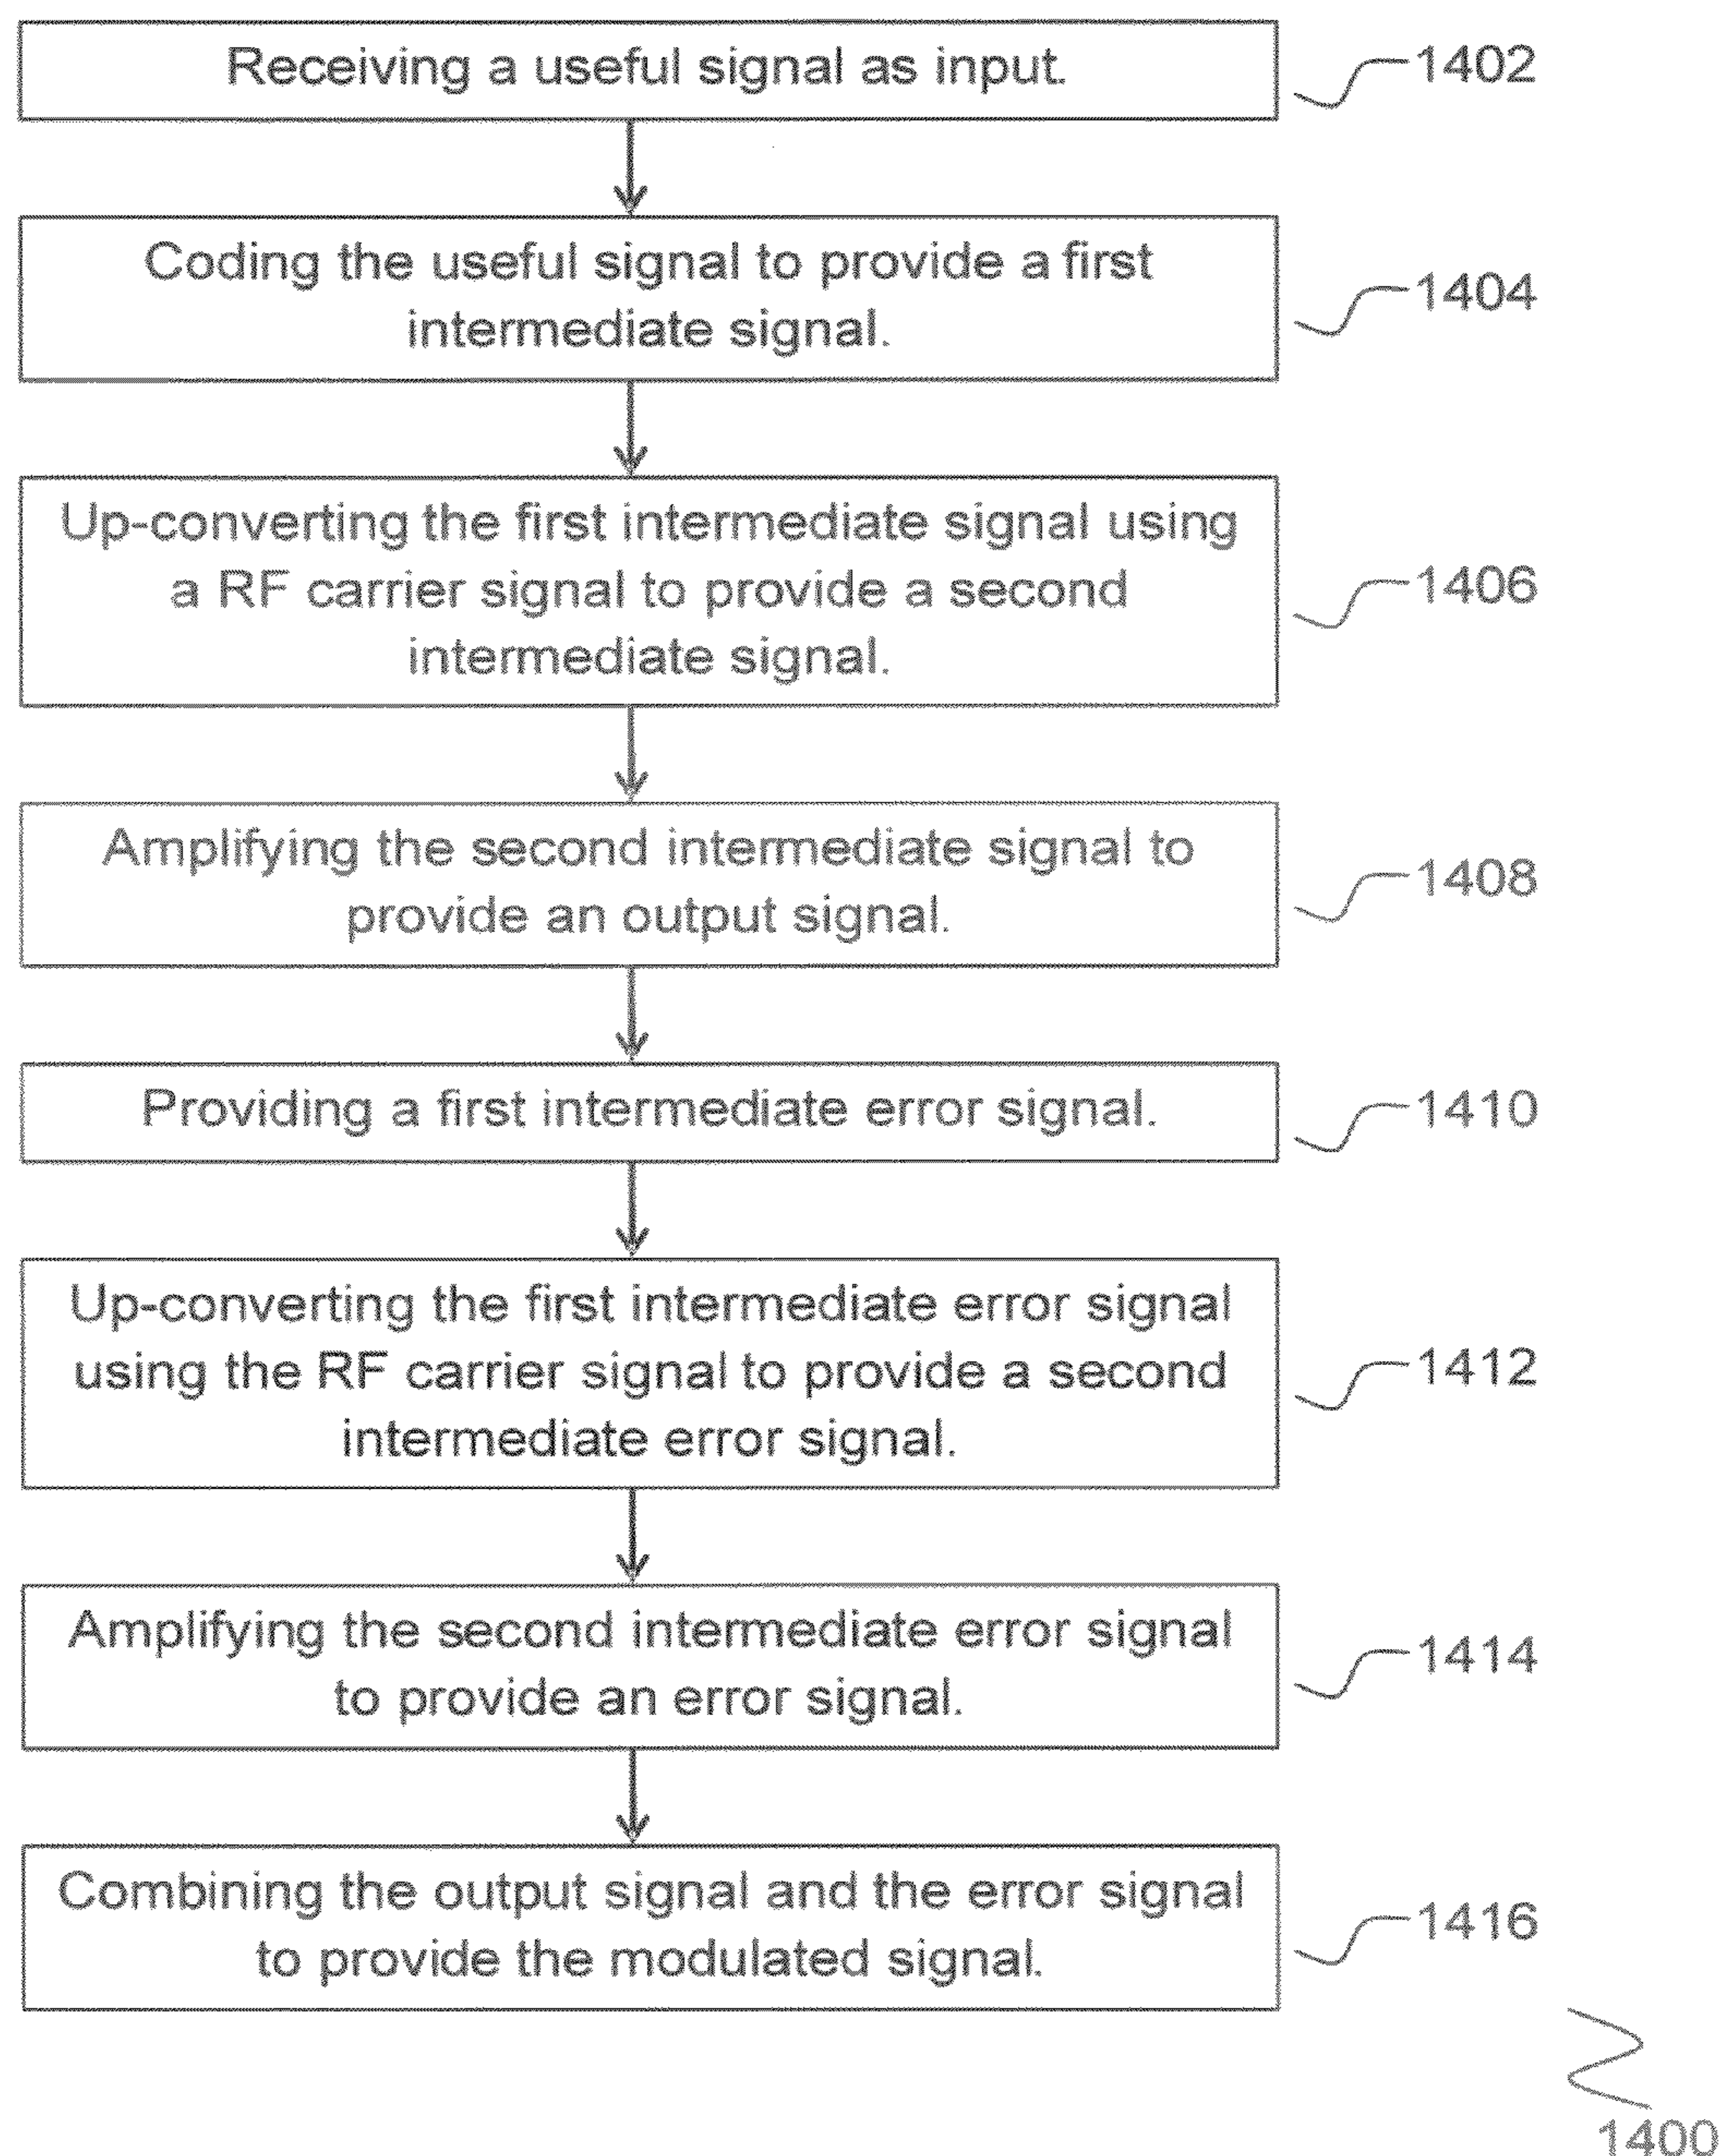 Receiving a useful signal as input.
1402
Coding the useful signal to provide a first
intermediate signal.
1404
Up-converting the first intermediate signal using
a RF carrier signal to provide a second
intermediate signal.
1406
Amplifying the second intermediate signal to
provide an output signal.
1408
Providing a first intermediate error signal.
1410
Up-converting the first intermediate error signal
using the RF carrier signal to provide a second
intermediate error signal.
1412
Amplifying the second intermediate error signal
to provide an error signal.
1414
Combining the output signal and the error signal
to provide the modulated signal.
1416
1400